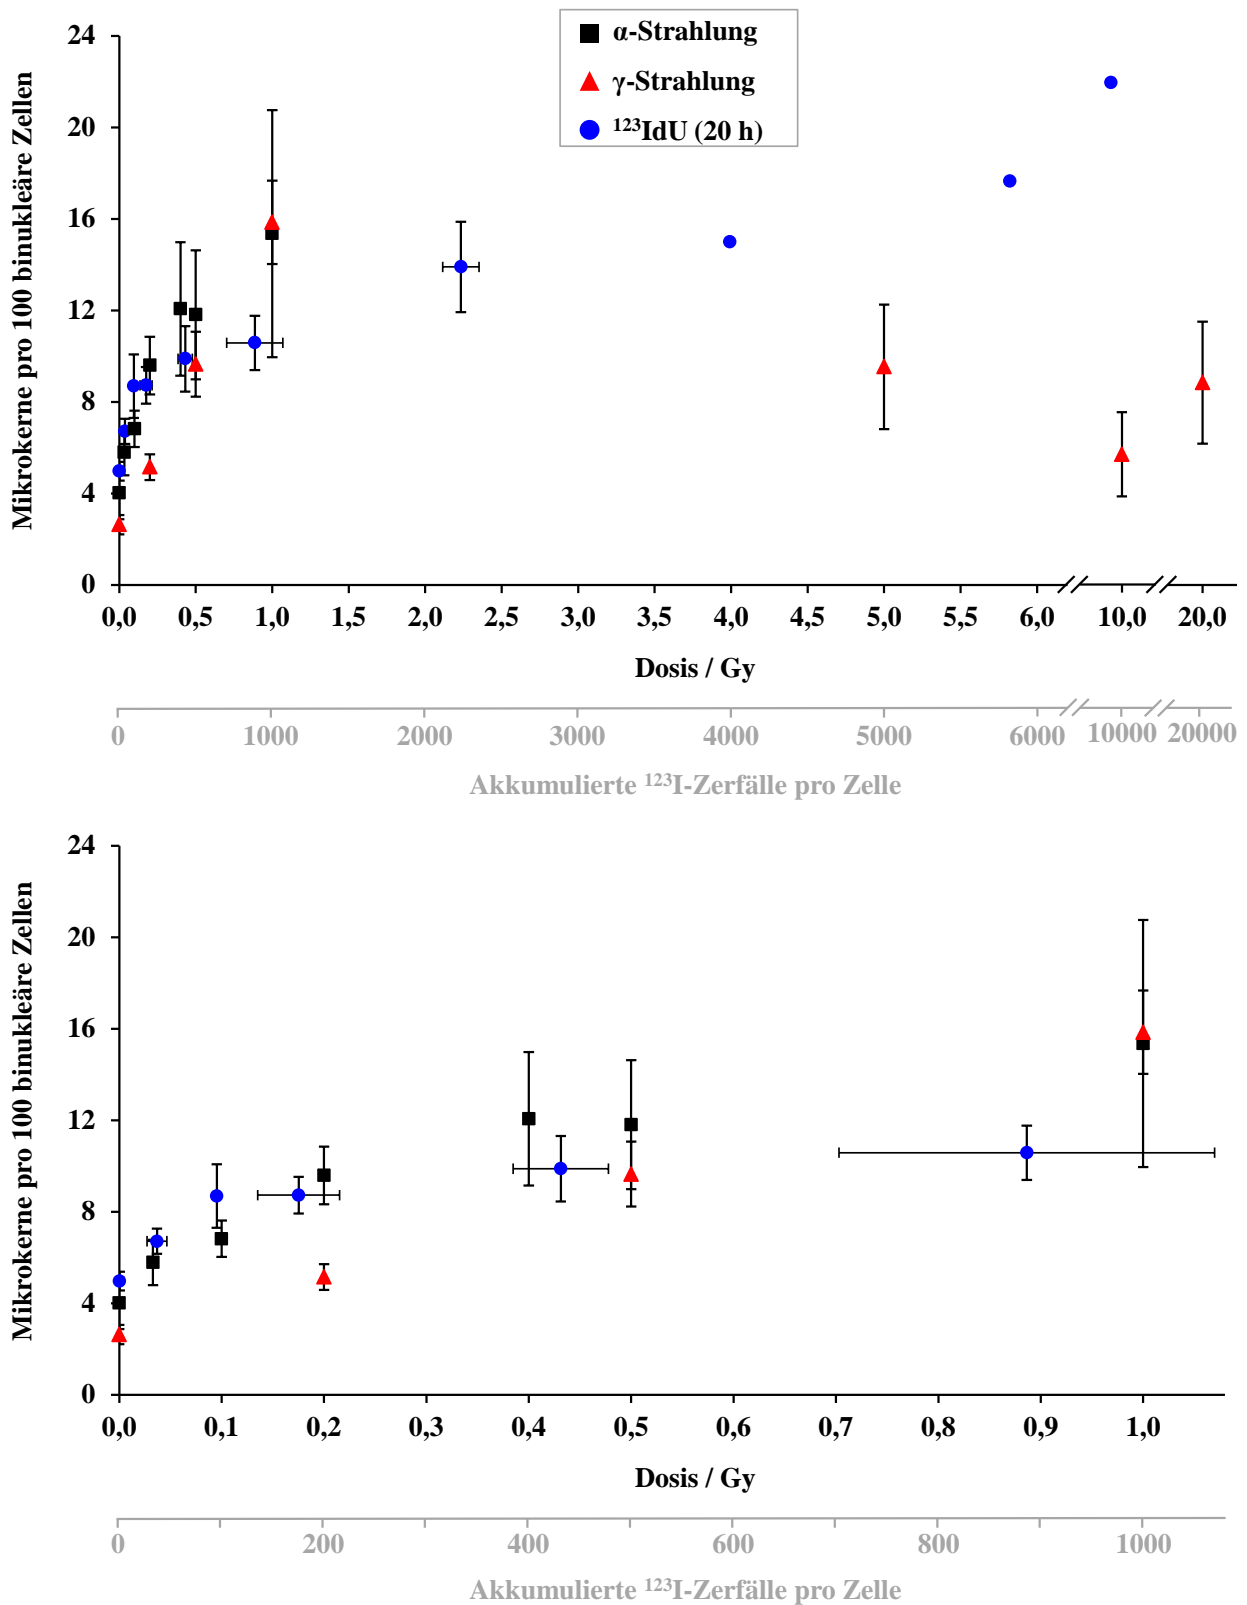 α-Strahlung
γ-Strahlung
¹²³IdU (20 h)
Mikrokerne pro 100 binukleäre Zellen
24
20
16
12
8
4
0
0,0 0,5 1,0 1,5 2,0 2,5 3,0 3,5 4,0 4,5 5,0 5,5 6,0 10,0 20,0
Dosis / Gy
0 1000 2000 3000 4000 5000 6000 10000 20000
Akkumulierte ¹²³I-Zerfälle pro Zelle
Mikrokerne pro 100 binukleäre Zellen
24
20
16
12
8
4
0
0,0 0,1 0,2 0,3 0,4 0,5 0,6 0,7 0,8 0,9 1,0
Dosis / Gy
0 200 400 600 800 1000
Akkumulierte ¹²³I-Zerfälle pro Zelle